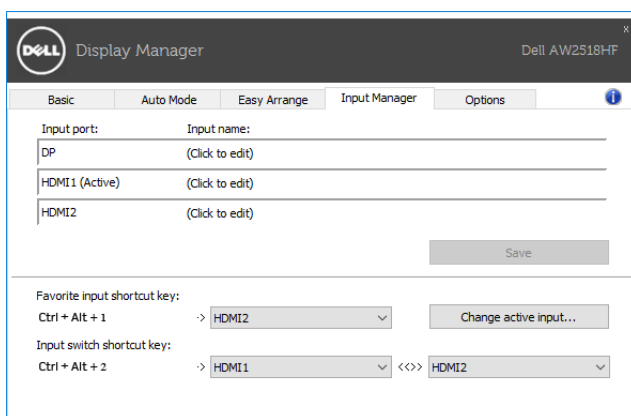 x
DELL Display Manager Dell AW2518HF
Basic Auto Mode Easy Arrange Input Manager Options i
Input port: Input name:
DP (Click to edit)
HDMI1 (Active) (Click to edit)
HDMI2 (Click to edit)
Save
Favorite input shortcut key:
Ctrl + Alt + 1 -> HDMI2 Change active input...
Input switch shortcut key:
Ctrl + Alt + 2 -> HDMI1 <<>> HDMI2